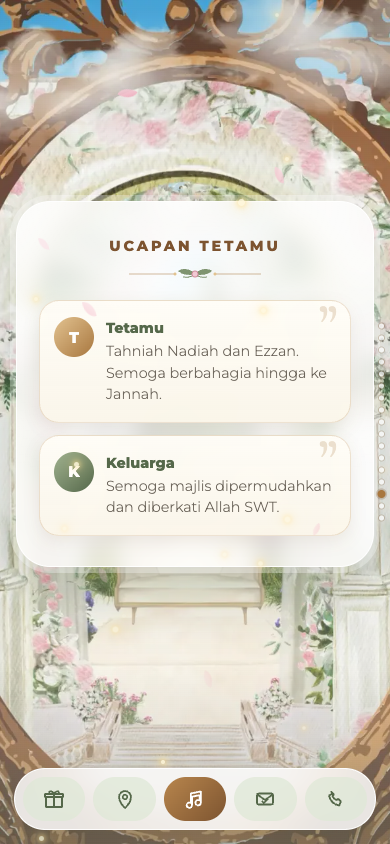 UCAPAN TETAMU
”
T
Tetamu
Tahniah Nadiah dan Ezzan.
Semoga berbahagia hingga ke
Jannah.
”
K
Keluarga
Semoga majlis dipermudahkan
dan diberkati Allah SWT.